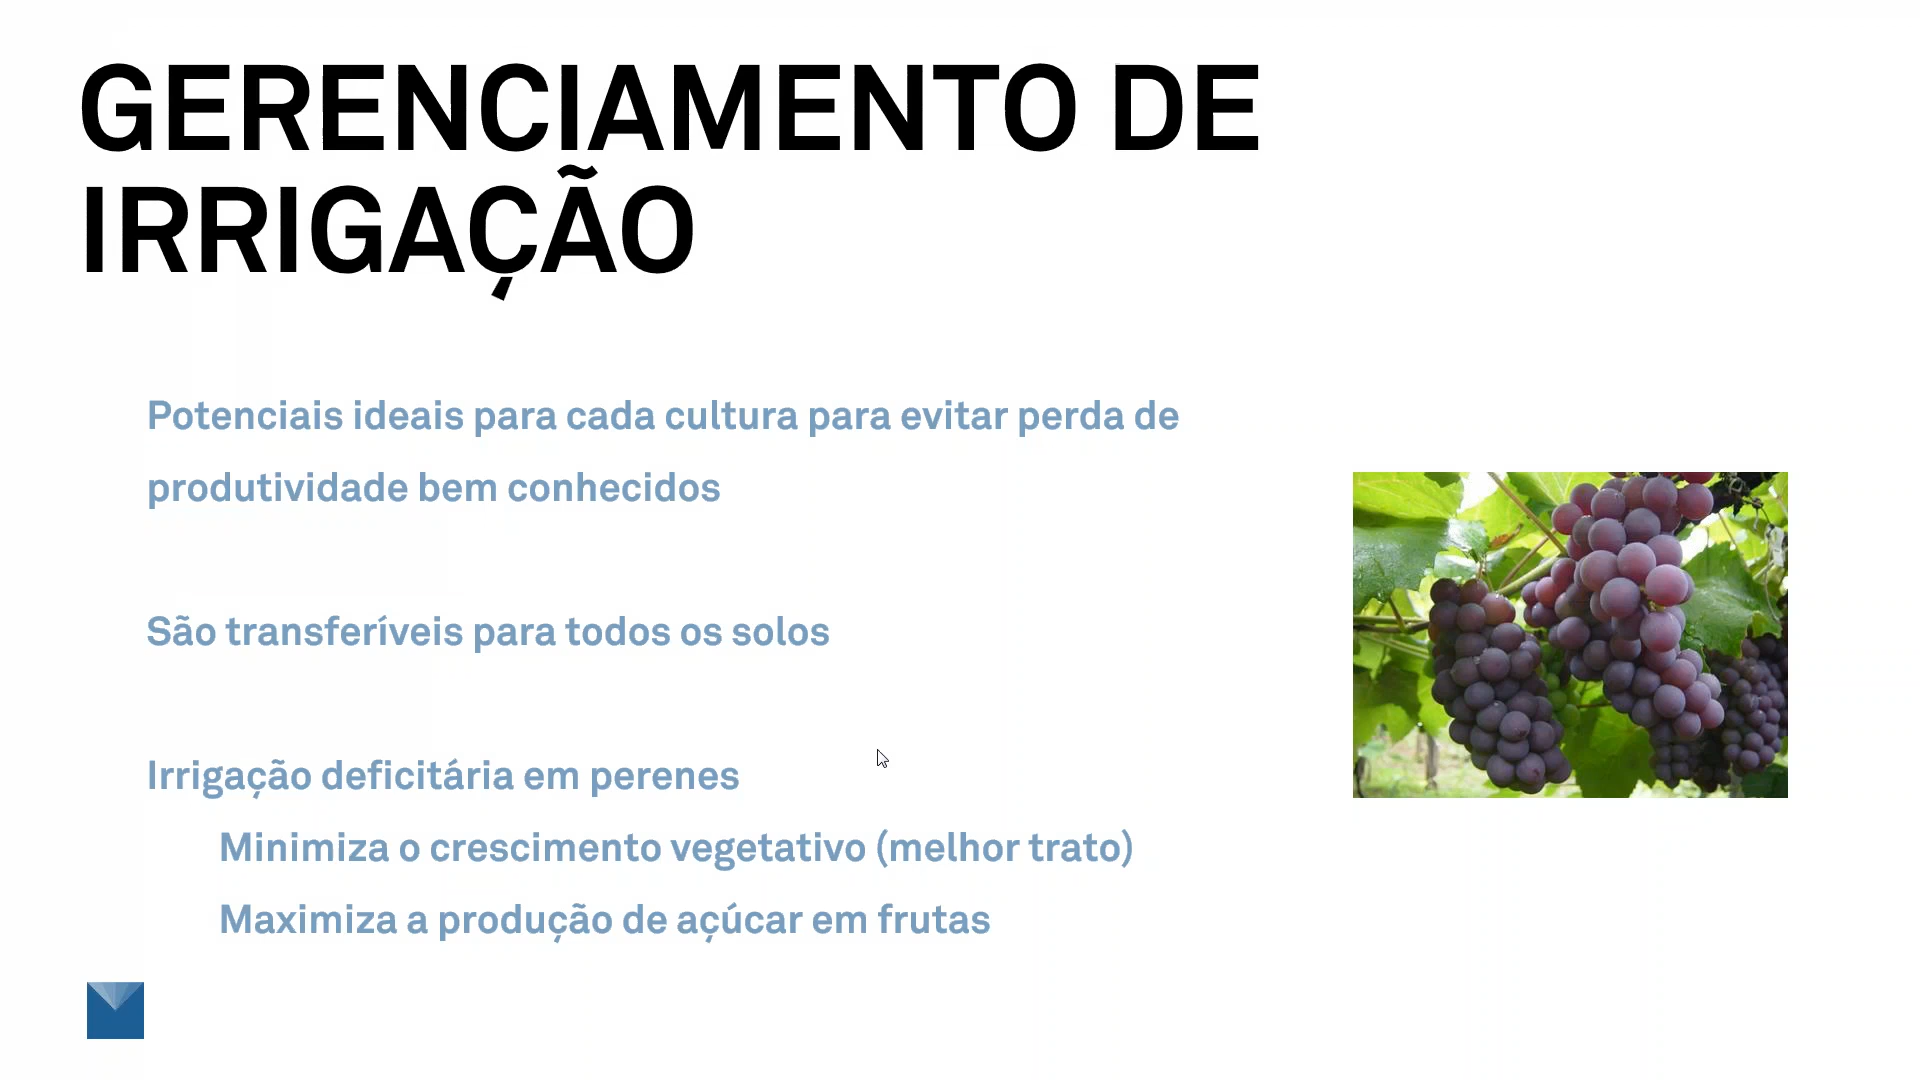 GERENCIAMENTO DE
IRRIGAÇÃO
Potenciais ideais para cada cultura para evitar perda de
produtividade bem conhecidos
São transferíveis para todos os solos
Irrigação deficitária em perenes
Minimiza o crescimento vegetativo (melhor trato)
Maximiza a produção de açúcar em frutas